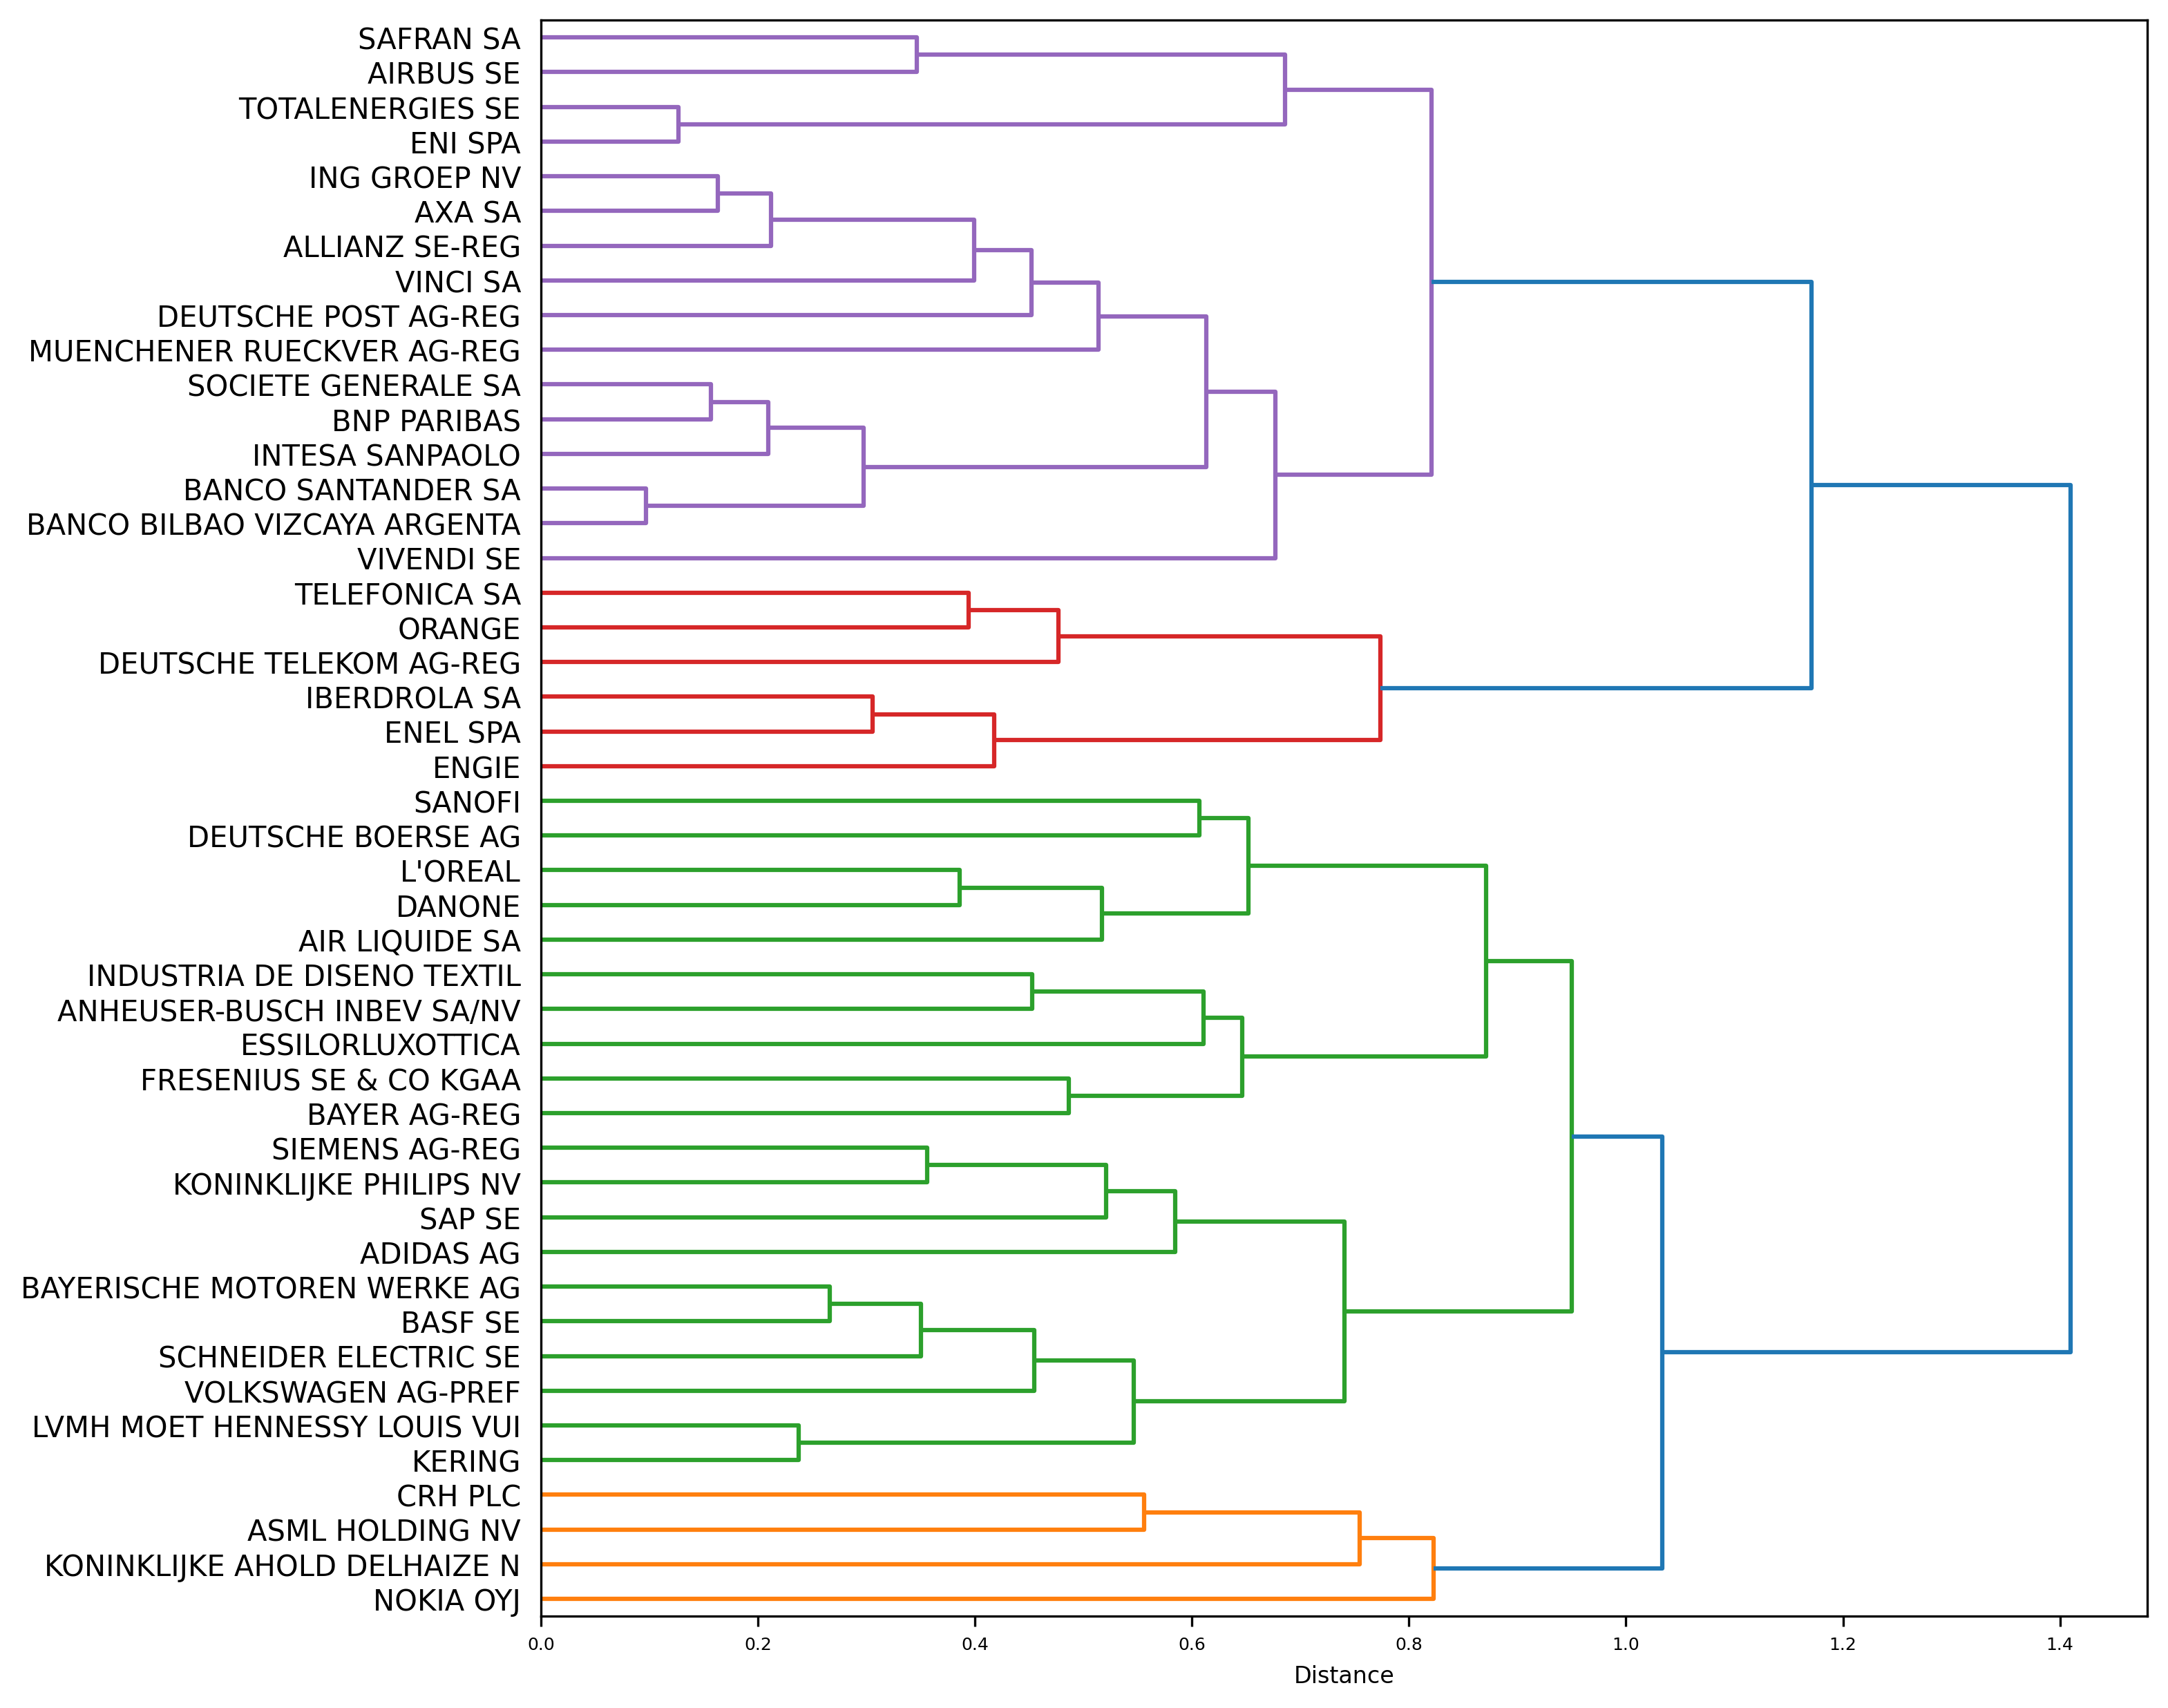 SAFRAN SA
AIRBUS SE
TOTALENERGIES SE
ENI SPA
ING GROEP NV
AXA SA
ALLIANZ SE-REG
VINCI SA
DEUTSCHE POST AG-REG
MUENCHENER RUECKVER AG-REG
SOCIETE GENERALE SA
BNP PARIBAS
INTESA SANPAOLO
BANCO SANTANDER SA
BANCO BILBAO VIZCAYA ARGENTA
VIVENDI SE
TELEFONICA SA
ORANGE
DEUTSCHE TELEKOM AG-REG
IBERDROLA SA
ENEL SPA
ENGIE
SANOFI
DEUTSCHE BOERSE AG
L'OREAL
DANONE
AIR LIQUIDE SA
INDUSTRIA DE DISENO TEXTIL
ANHEUSER-BUSCH INBEV SA/NV
ESSILORLUXOTTICA
FRESENIUS SE & CO KGAA
BAYER AG-REG
SIEMENS AG-REG
KONINKLIJKE PHILIPS NV
SAP SE
ADIDAS AG
BAYERISCHE MOTOREN WERKE AG
BASF SE
SCHNEIDER ELECTRIC SE
VOLKSWAGEN AG-PREF
LVMH MOET HENNESSY LOUIS VUI
KERING
CRH PLC
ASML HOLDING NV
KONINKLIJKE AHOLD DELHAIZE N
NOKIA OYJ
0.0 0.2 0.4 0.6 0.8 1.0 1.2 1.4
Distance